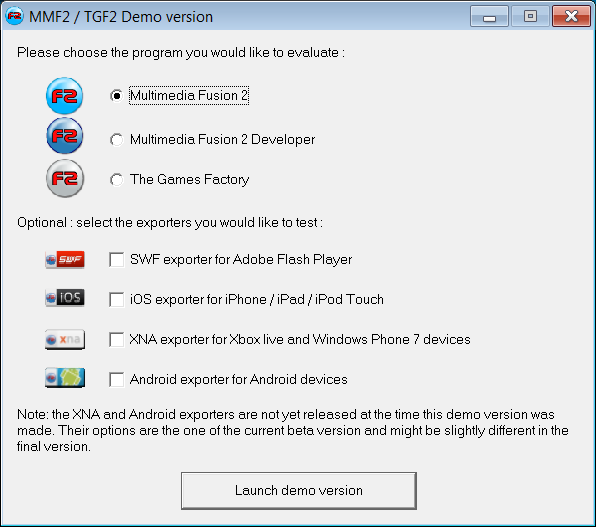 MMF2 / TGF2 Demo version
Please choose the program you would like to evaluate :
F2 Multimedia Fusion 2
F2 Multimedia Fusion 2 Developer
F2 The Games Factory
Optional : select the exporters you would like to test :
SWF SWF exporter for Adobe Flash Player
iOS iOS exporter for iPhone / iPad / iPod Touch
xna XNA exporter for Xbox live and Windows Phone 7 devices
Android exporter for Android devices
Note: the XNA and Android exporters are not yet released at the time this demo version was
made. Their options are the one of the current beta version and might be slightly different in the
final version.
Launch demo version